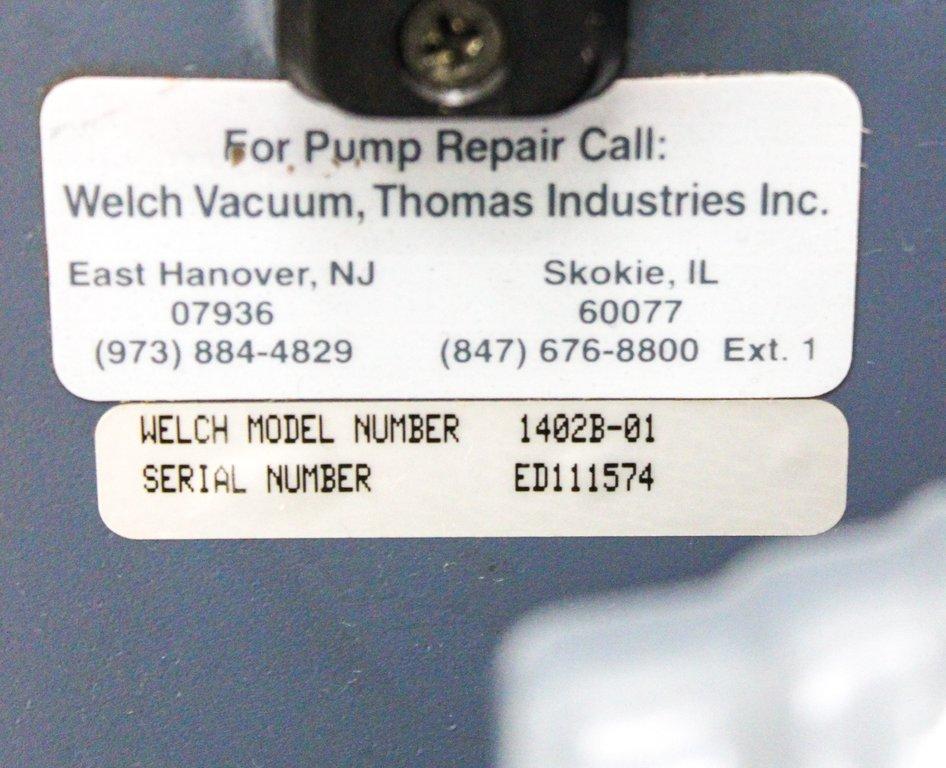 For Pump Repair Call:
Welch Vacuum, Thomas Industries Inc.
East Hanover, NJ Skokie, IL
07936 60077
(973) 884-4829 (847) 676-8800 Ext. 1
WELCH MODEL NUMBER 1402B-01
SERIAL NUMBER ED111574